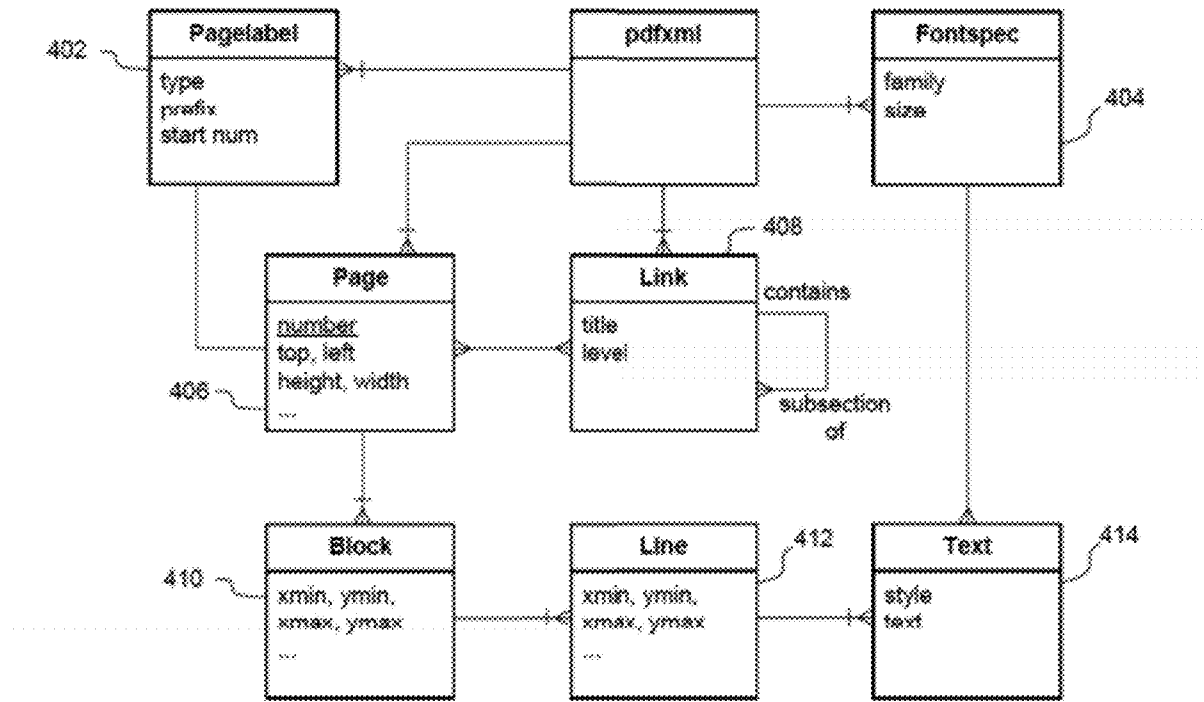 Pagelabel
type
prefix
start num
402
pdfxml
Fontspec
family
size
404
Page
number
top, left
height, width
...
406
Link
title
level
408
contains
subsection
of
Block
xmin, ymin,
xmax, ymax
...
410
Line
xmin, ymin,
xmax, ymax
...
412
Text
style
text
414